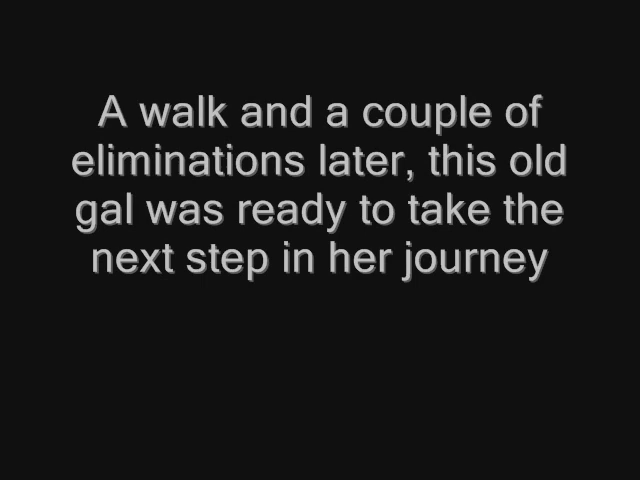 A walk and a couple of
eliminations later, this old
gal was ready to take the
next step in her journey